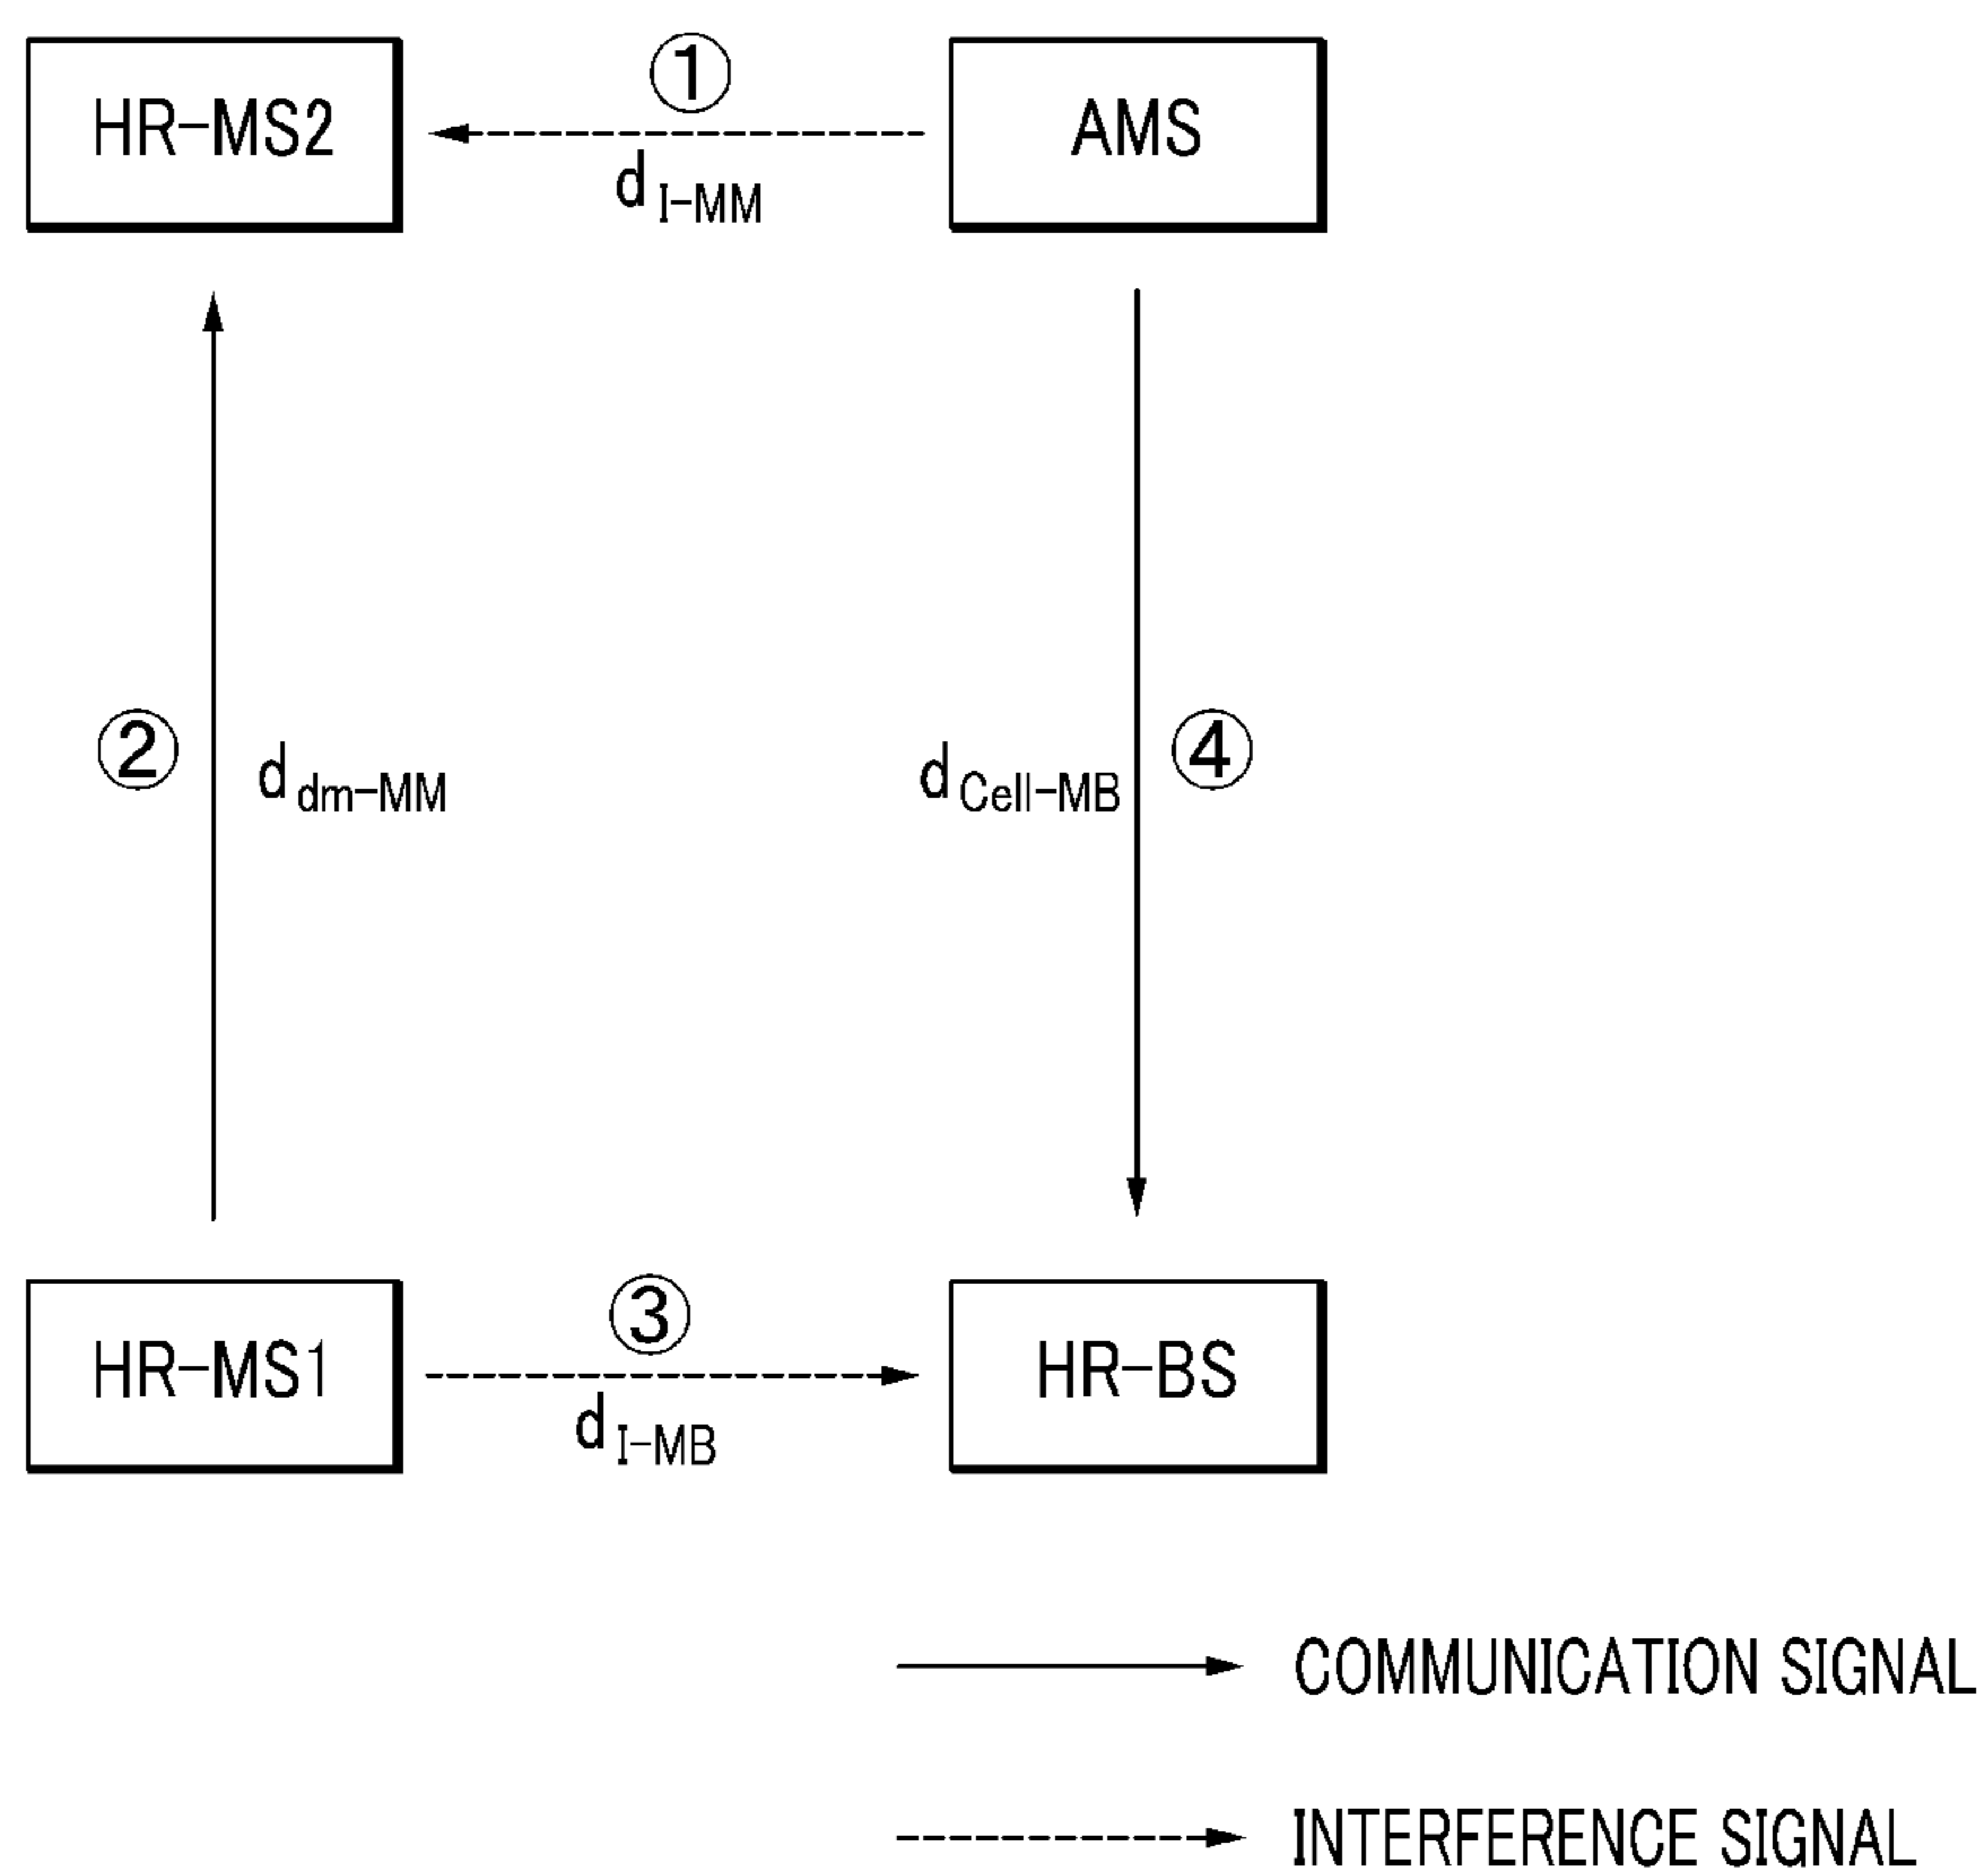 ①
HR-MS2
AMS
d I-MM
②
④
d dm-MM
d Cell-MB
③
HR-MS1
HR-BS
d I-MB
COMMUNICATION SIGNAL
INTERFERENCE SIGNAL